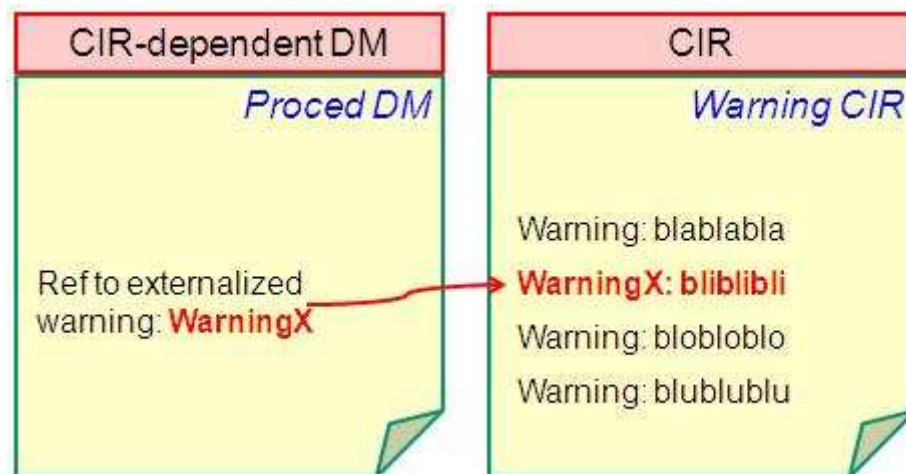 CIR-dependent DM
Proced DM
Ref to externalized
warning: WarningX
CIR
Warning CIR
Warning: blablabla
WarningX: bliblibli
Warning: blobloblo
Warning: blublublu